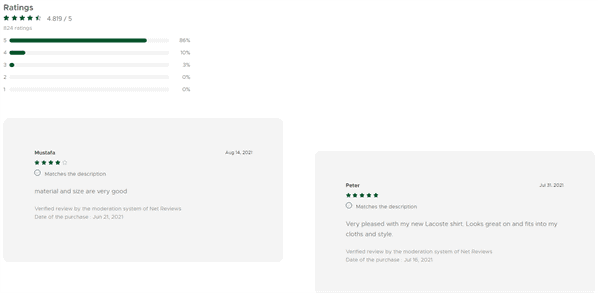 Ratings
4.819 / 5
824 ratings
5 86%
4 10%
3 3%
2 0%
1 0%
Mustafa Aug 14, 2021
Matches the description.
material and size are very good
Verified review by the moderation system of Net Reviews
Date of the purchase : Jun 21, 2021
Peter Jul 31, 2021
Matches the description.
Very pleased with my new Lacoste shirt. Looks great on and fits into my
cloths and style.
Verified review by the moderation system of Net Reviews
Date of the purchase : Jul 16, 2021